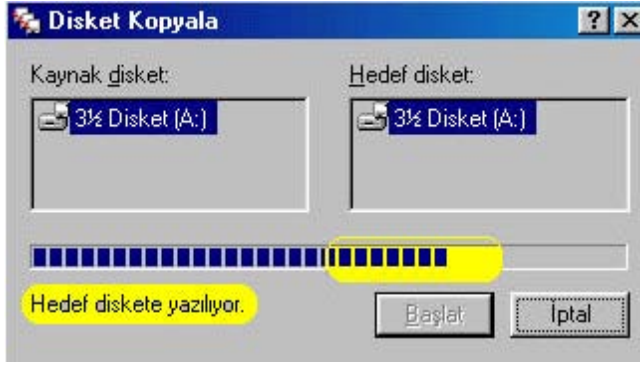 Disket Kopyala
Kaynak disket:
Hedef disket:
3½ Disket (A:)
3½ Disket (A:)
Hedef diskete yazılıyor.
Başlat
İptal